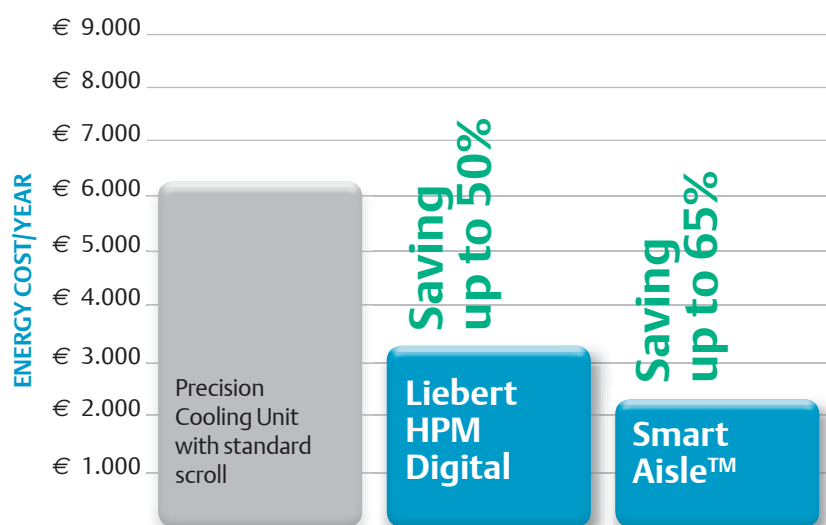 € 9.000
€ 8.000
€ 7.000
€ 6.000
€ 5.000
€ 4.000
€ 3.000
€ 2.000
€ 1.000
ENERGY COST/YEAR
Precision
Cooling Unit
with standard
scroll
Saving
up to 50%
Liebert
HPM
Digital
Saving
up to 65%
Smart
Aisle™